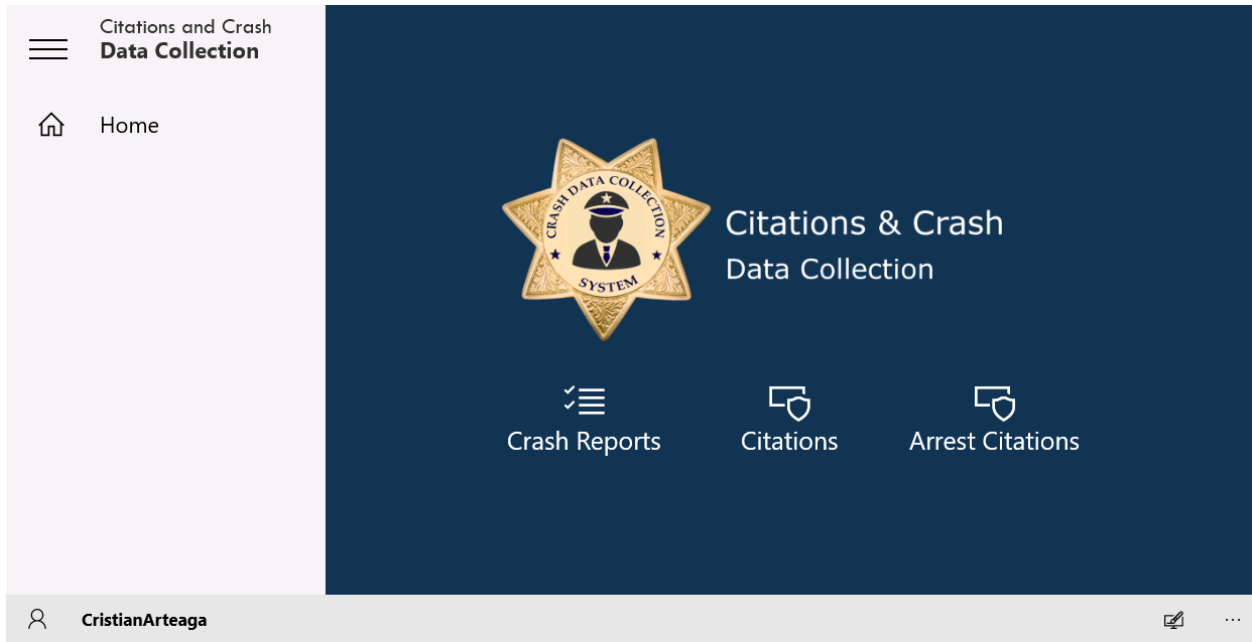 Citations and Crash
Data Collection
Home
CRASH DATA COLLECTION
SYSTEM
Citations & Crash
Data Collection
Crash Reports
Citations
Arrest Citations
CristianArteaga